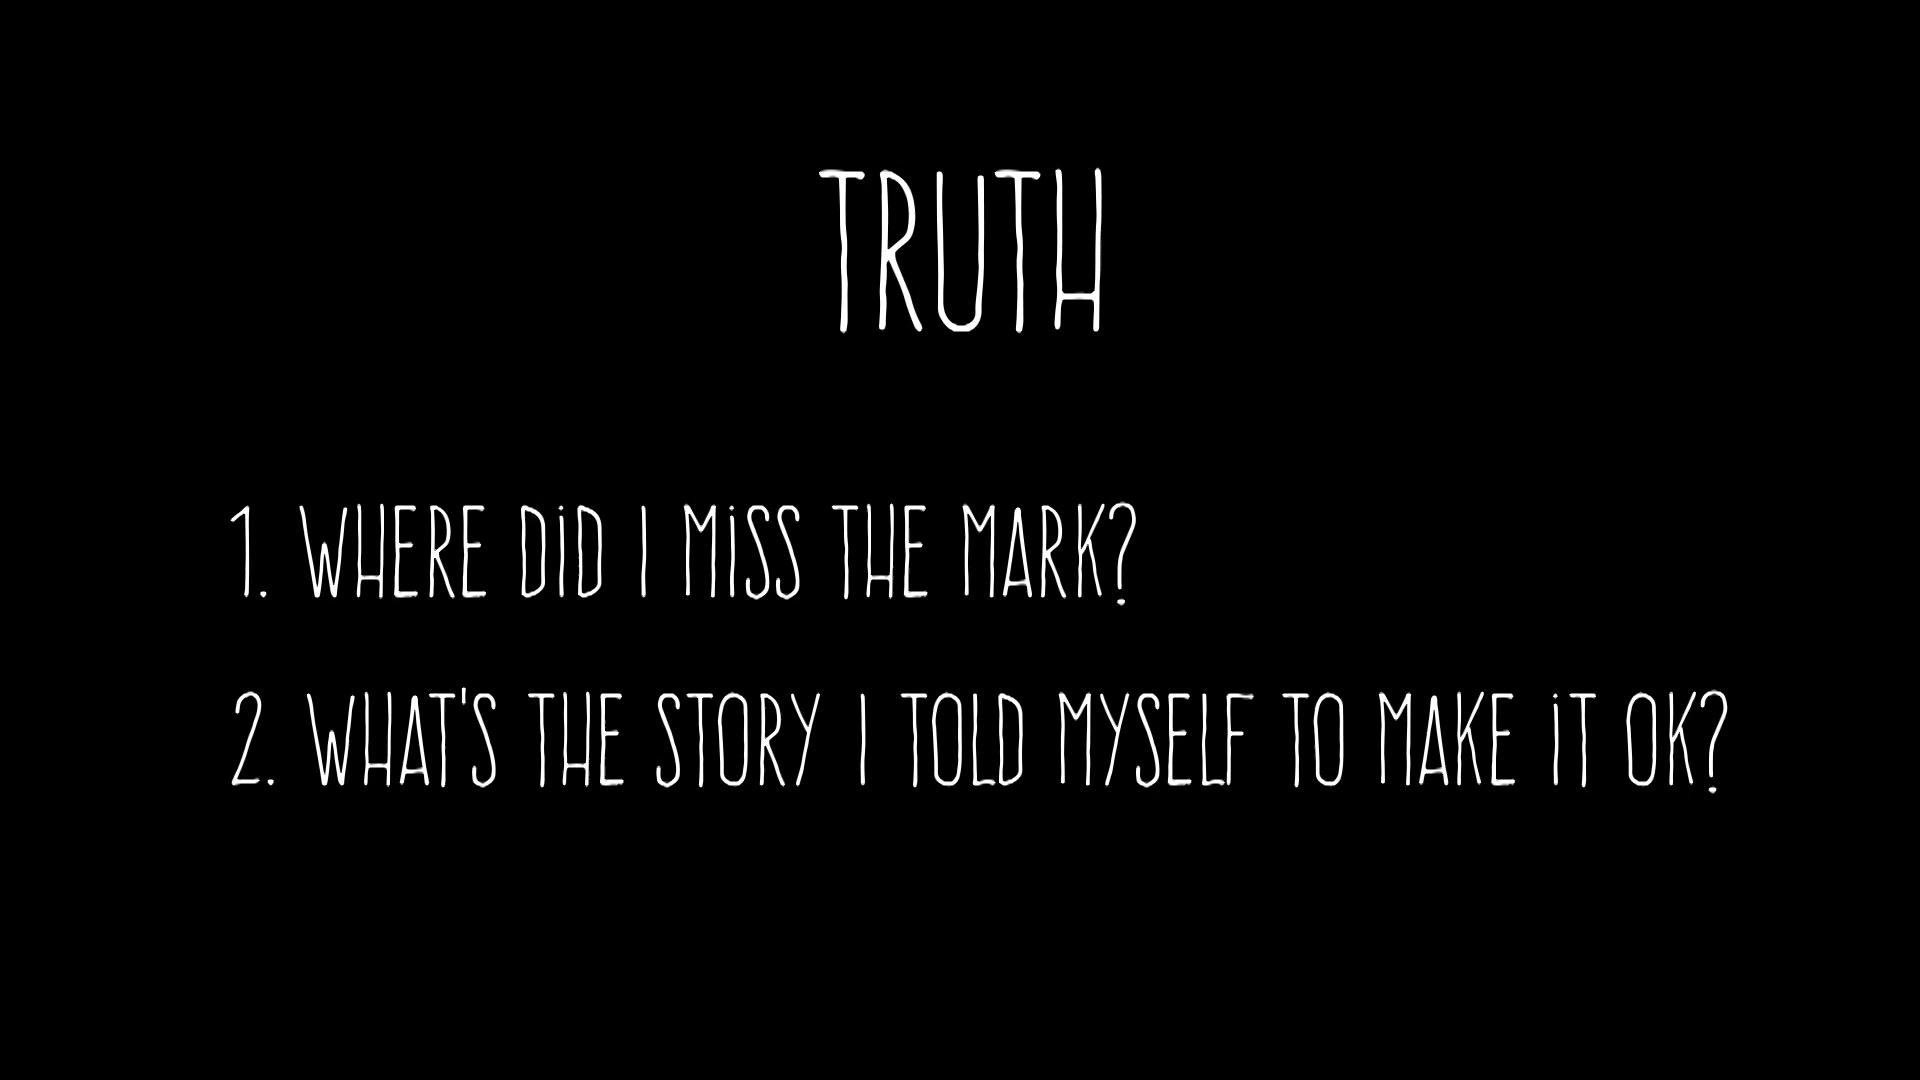 TRUTH
1. WHERE DID I MISS THE MARK?
2. WHAT'S THE STORY I TOLD MYSELF TO MAKE IT OK?